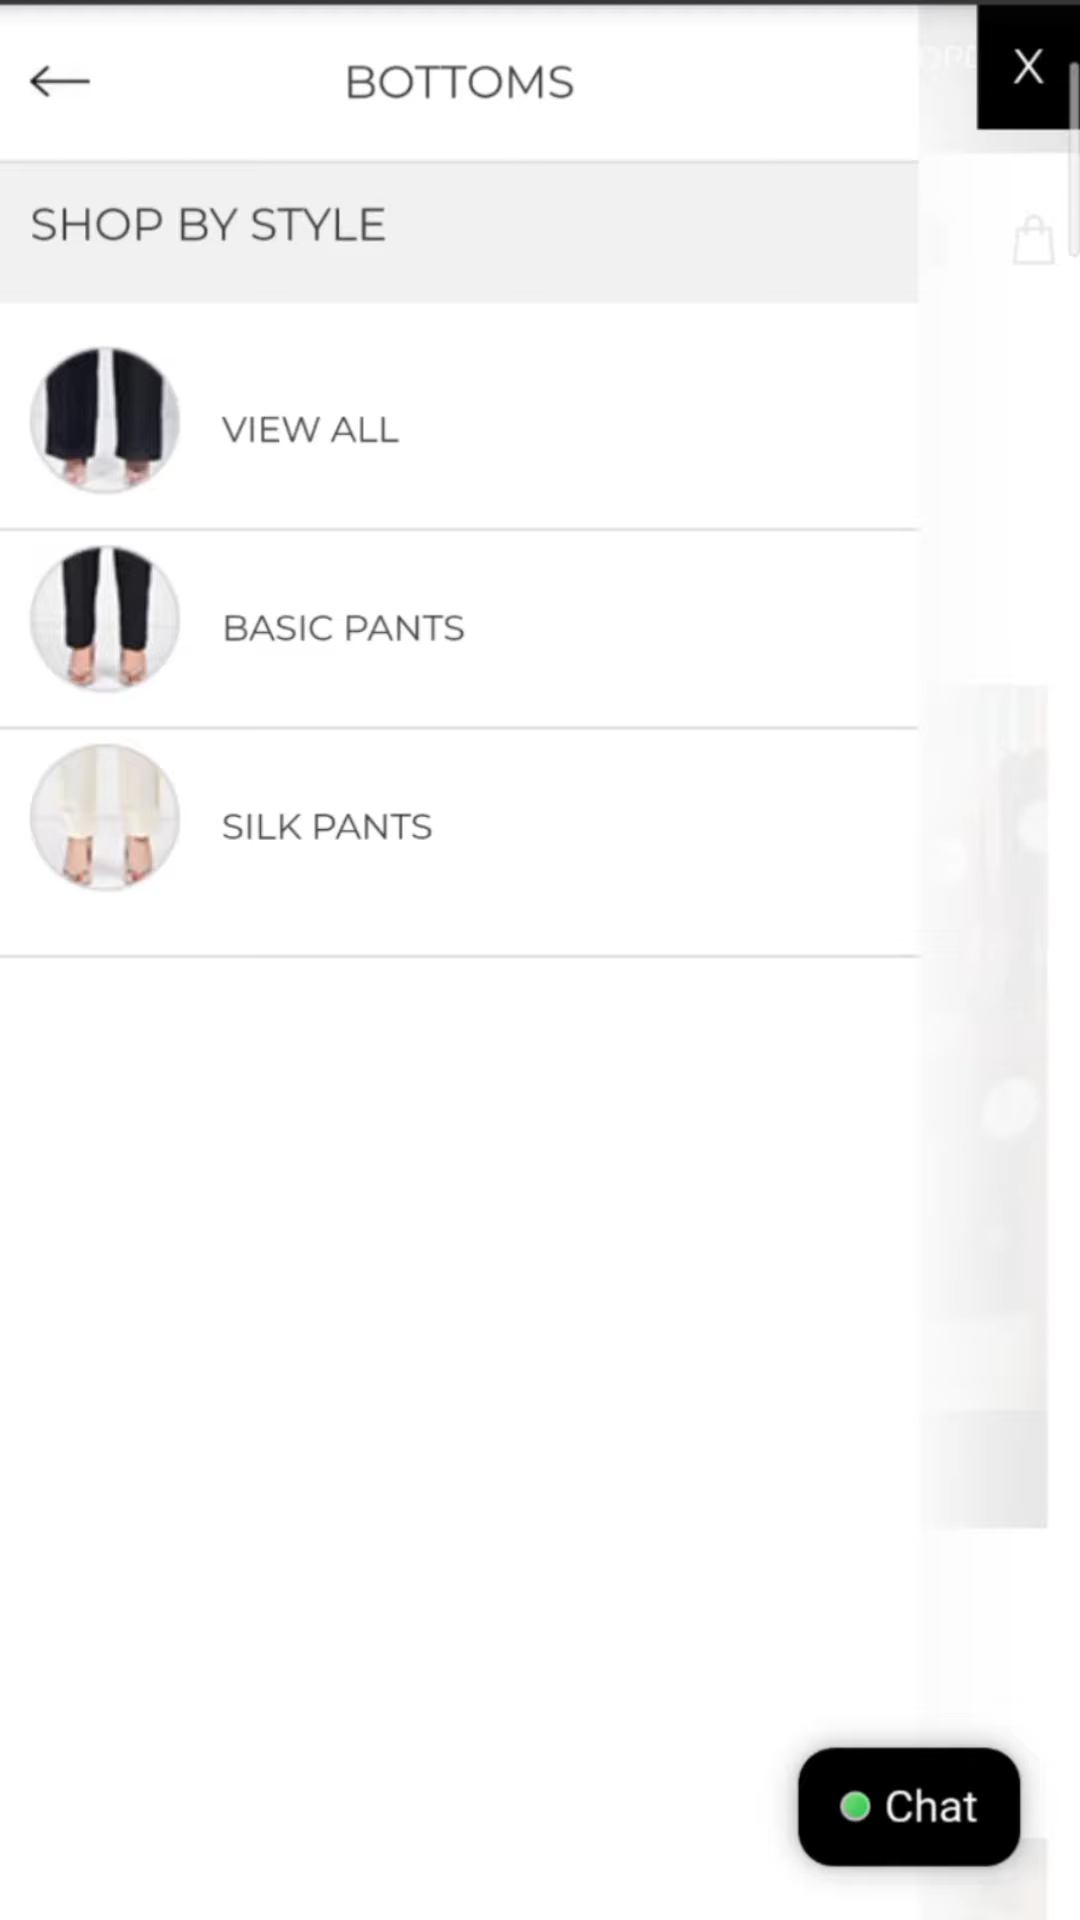 BOTTOMS
X
SHOP BY STYLE
VIEW ALL
BASIC PANTS
SILK PANTS
Chat